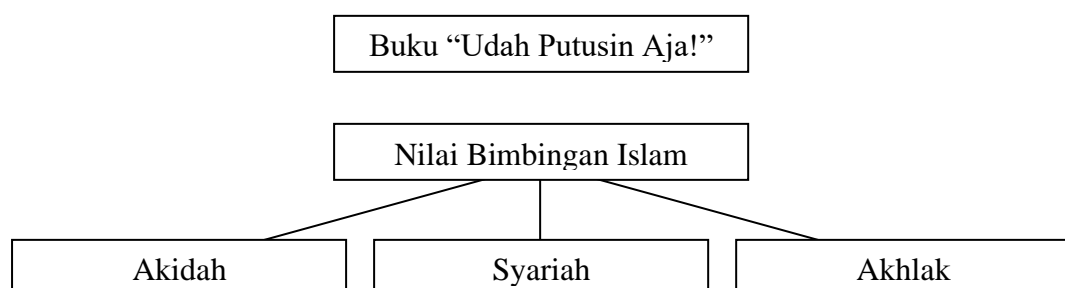 Buku “Udah Putusin Aja!”
Nilai Bimbingan Islam
Akidah
Syariah
Akhlak